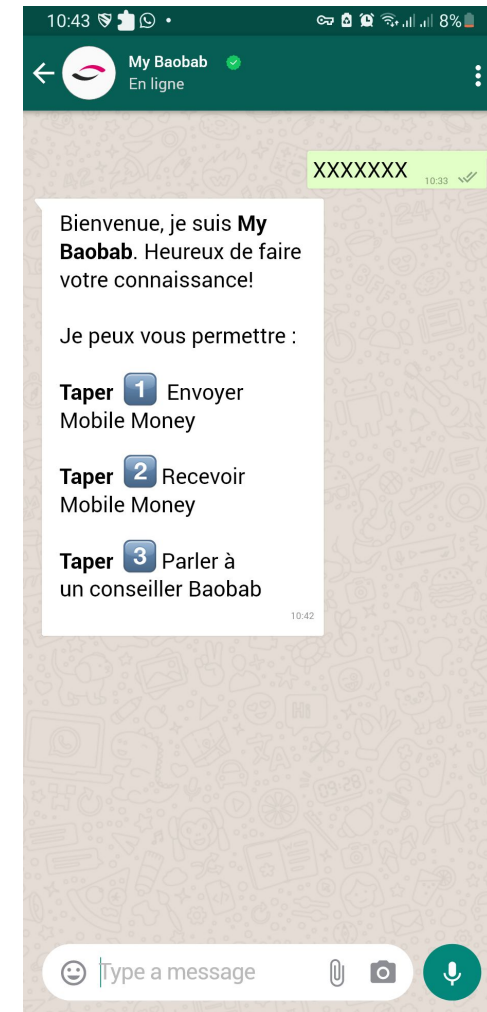 10:43
8%
My Baobab
En ligne
XXXXXXX
10:33
Bienvenue, je suis My
Baobab. Heureux de faire
votre connaissance!
Je peux vous permettre :
Taper 1 Envoyer
Mobile Money
Taper 2 Recevoir
Mobile Money
Taper 3 Parler à
un conseiller Baobab
10:42
Type a message